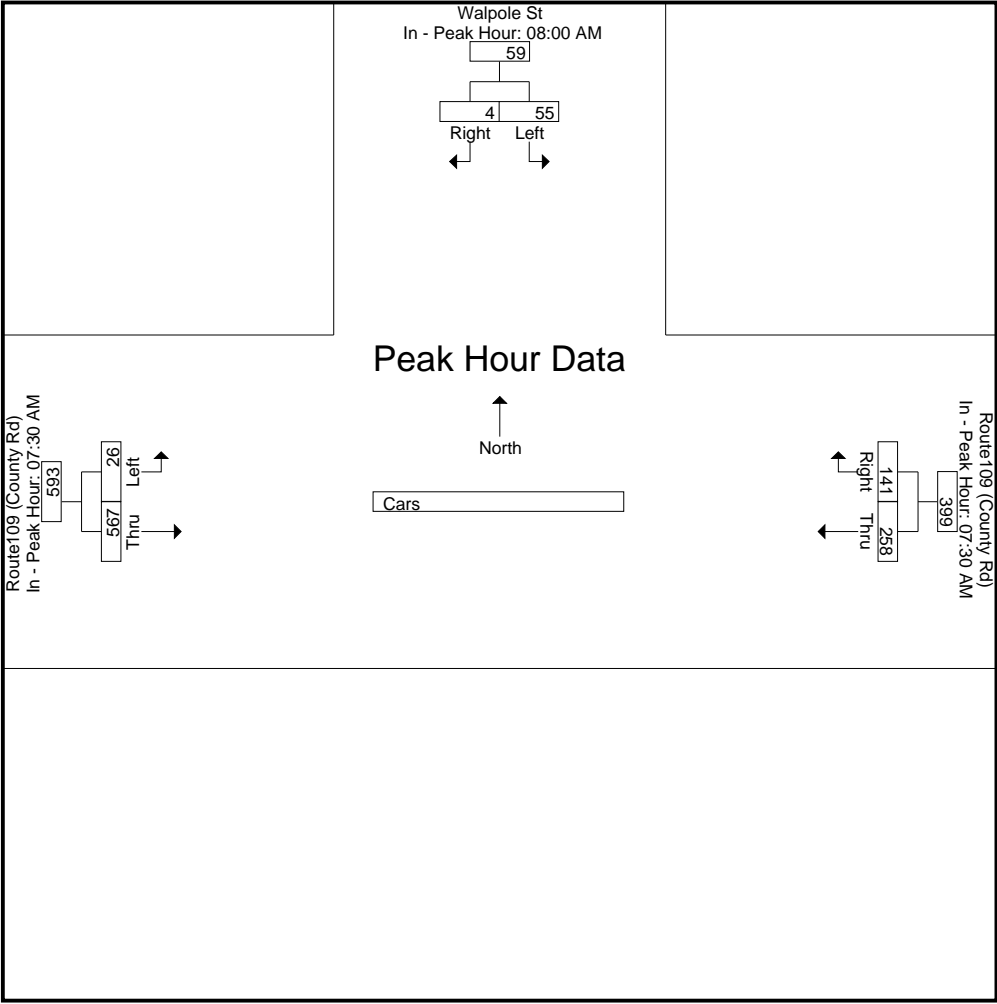 Walpole St
In - Peak Hour: 08:00 AM
59
4 55
Right Left
Peak Hour Data
North
Cars
Route109 (County Rd)
In - Peak Hour: 07:30 AM
593
26 567
Left Thru
Route109 (County Rd)
In - Peak Hour: 07:30 AM
399
141 258
Right Thru